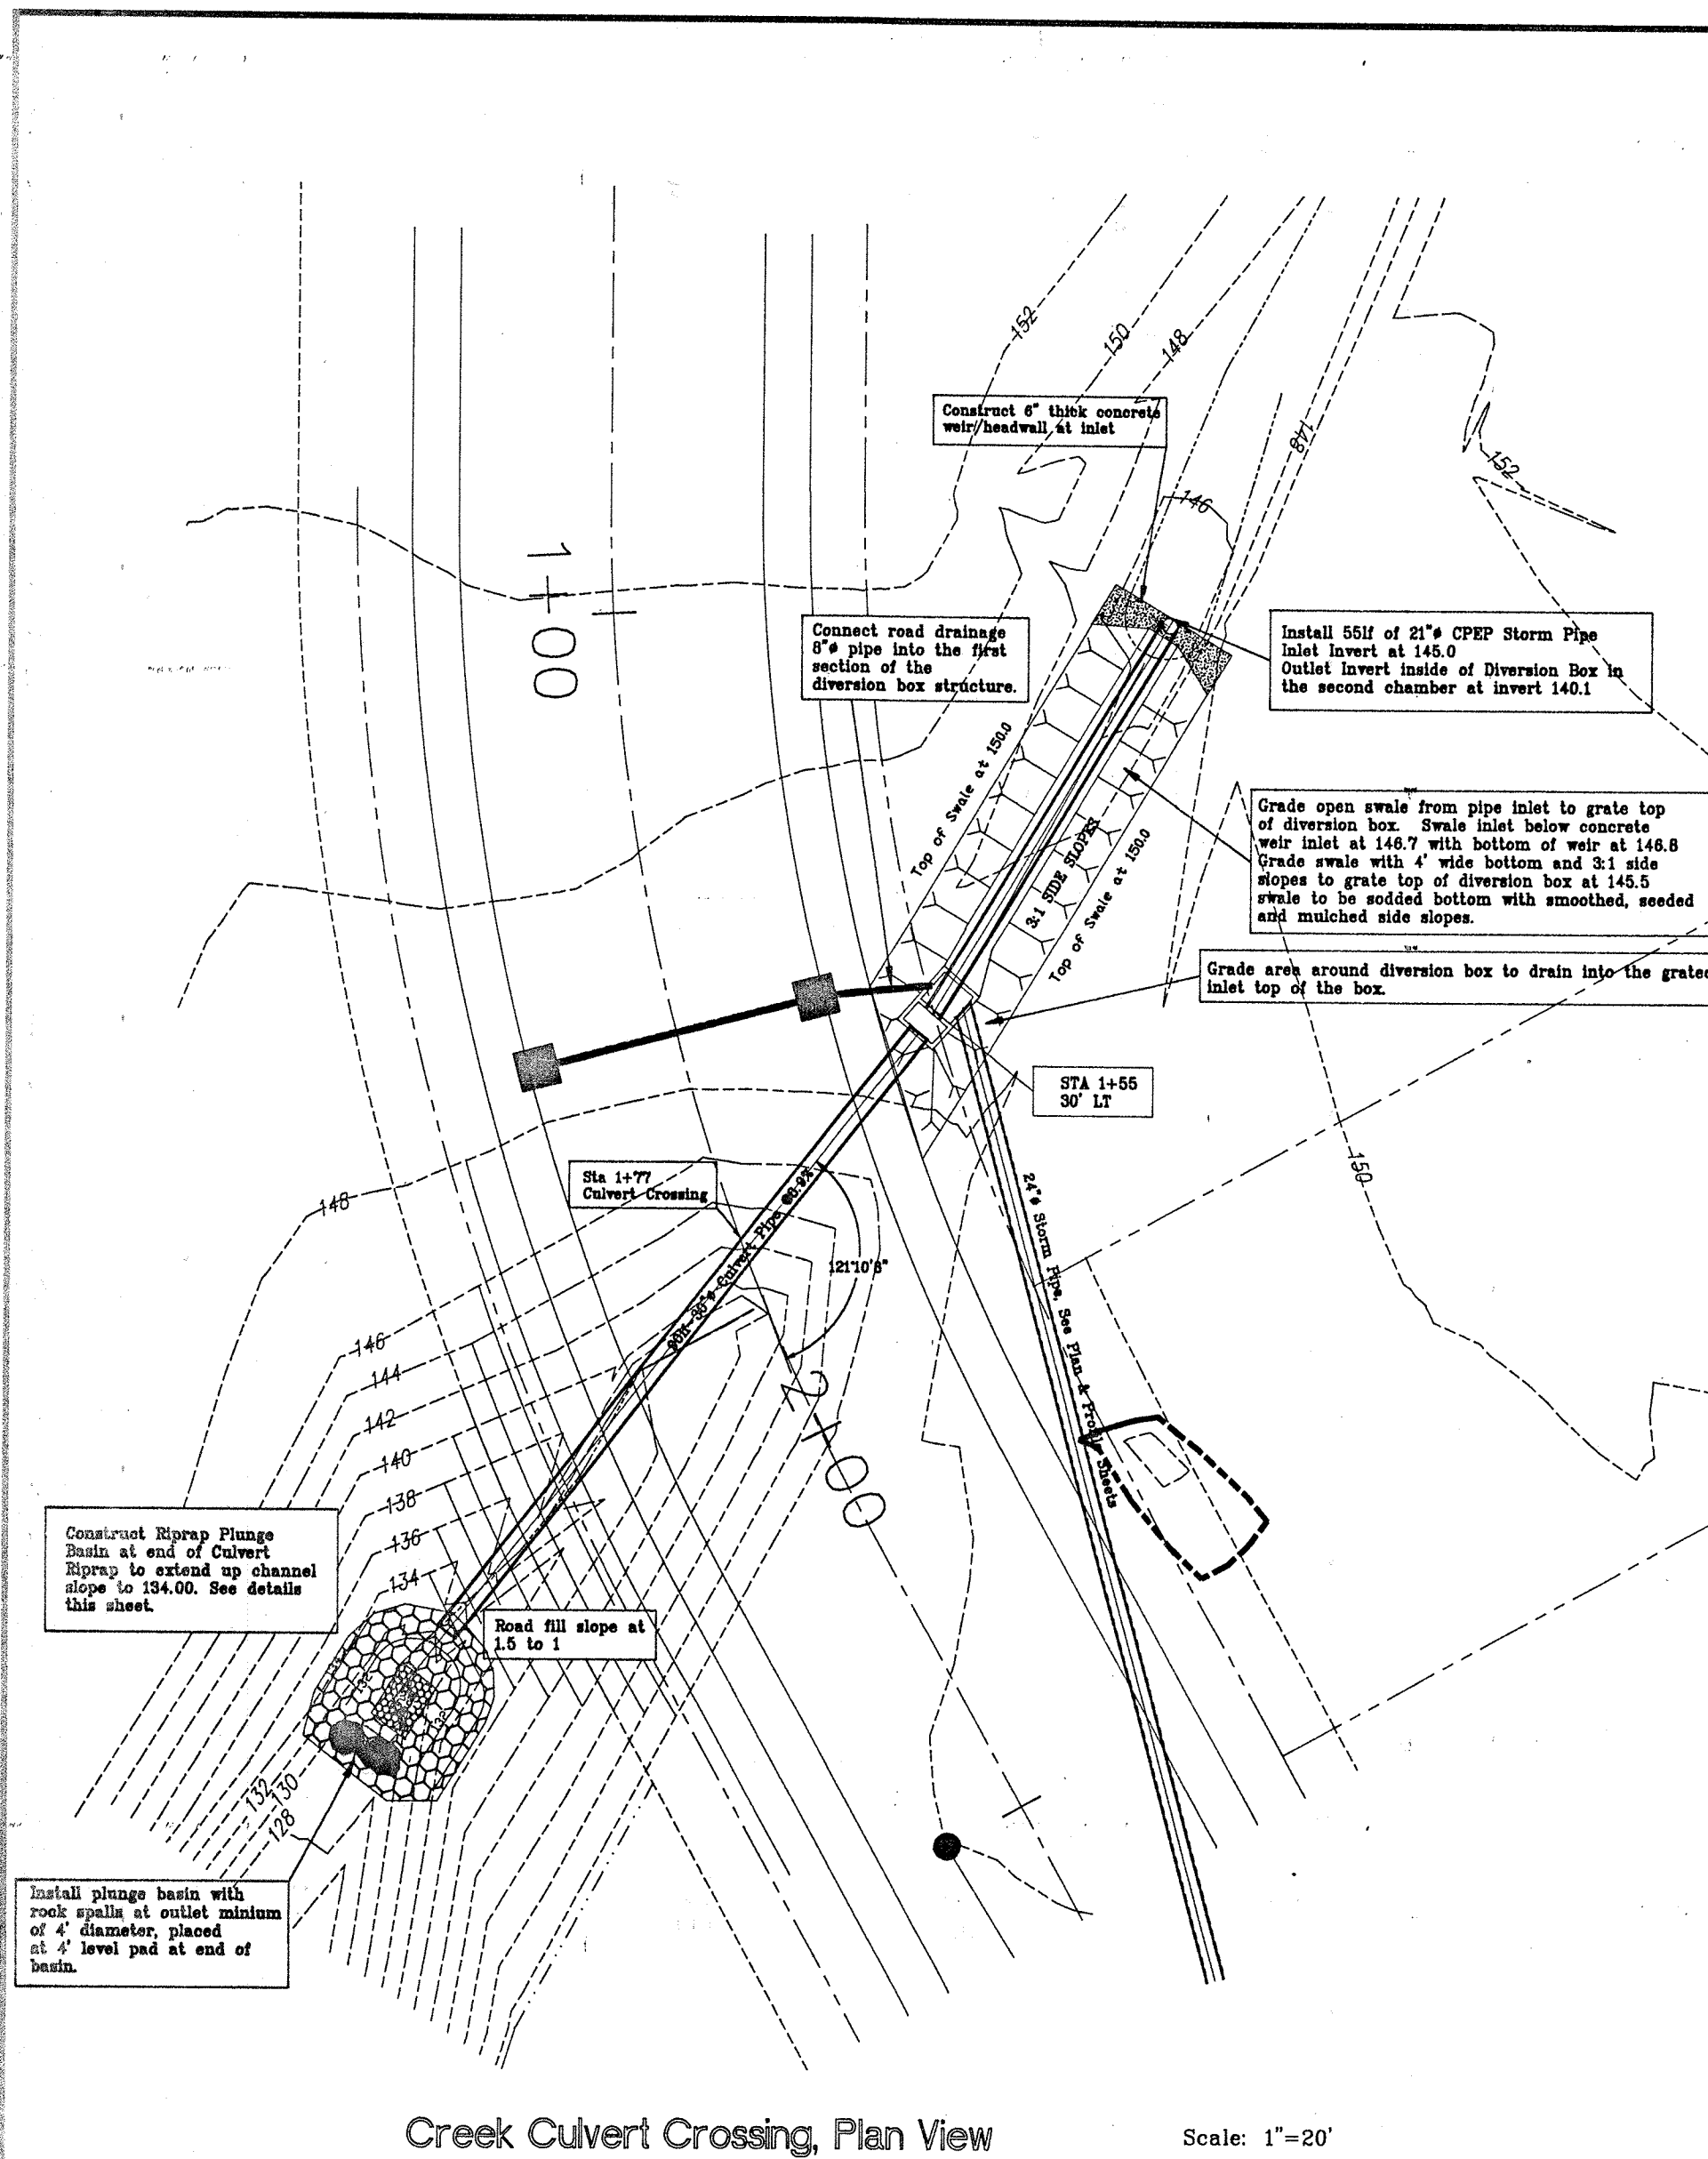 152
150
148
Construct 6" thick concrete
weir/headwall at inlet
148
152
146
1+00
Connect road drainage
8"ø pipe into the first
section of the
diversion box structure.
Install 55lf of 21"ø CPEP Storm Pipe
Inlet Invert at 145.0
Outlet Invert inside of Diversion Box in
the second chamber at invert 140.1
Top of Swale at 150.0
3:1 SIDE SLOPES
Top of Swale at 150.0
Grade open swale from pipe inlet to grate top
of diversion box. Swale inlet below concrete
weir inlet at 146.7 with bottom of weir at 146.8
Grade swale with 4' wide bottom and 3:1 side
slopes to grate top of diversion box at 145.5
swale to be sodded bottom with smoothed, seeded
and mulched side slopes.
Grade area around diversion box to drain into the grated
inlet top of the box.
STA 1+55
30' LT
Sta 1+77
Culvert Crossing
148
150
Culvert Pipe
121°10'8"
24"ø Storm Pipe, See Plan & Profile Sheets
2+00
146
144
142
140
138
136
134
Construct Riprap Plunge
Basin at end of Culvert
Riprap to extend up channel
slope to 134.00. See details
this sheet.
Road fill slope at
1.5 to 1
132
132
132
130
128
Install plunge basin with
rock spalls at outlet minium
of 4' diameter, placed
at 4' level pad at end of
basin.
Creek Culvert Crossing, Plan View
Scale: 1"=20'